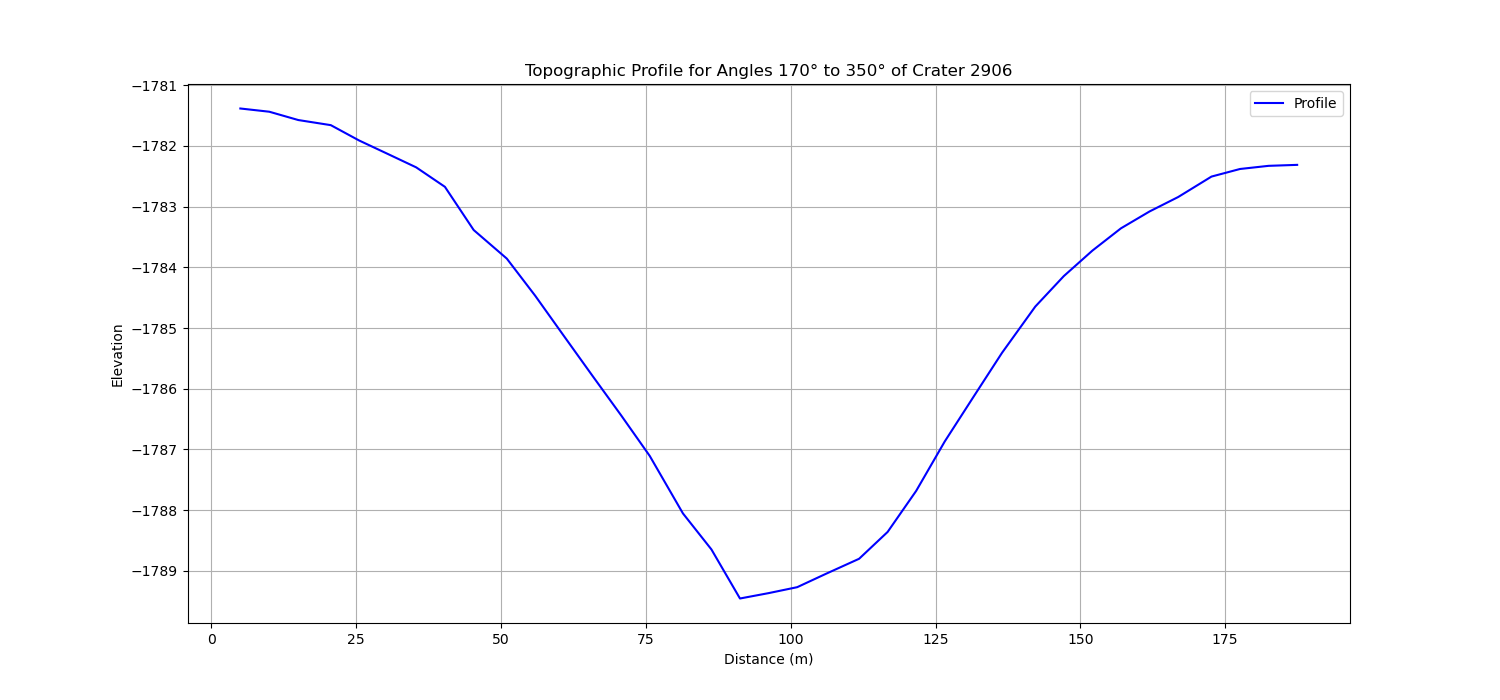 Topographic Profile for Angles 170° to 350° of Crater 2906
Profile
−1781
−1782
−1783
−1784
−1785
−1786
−1787
−1788
−1789
Elevation
0 25 50 75 100 125 150 175
Distance (m)